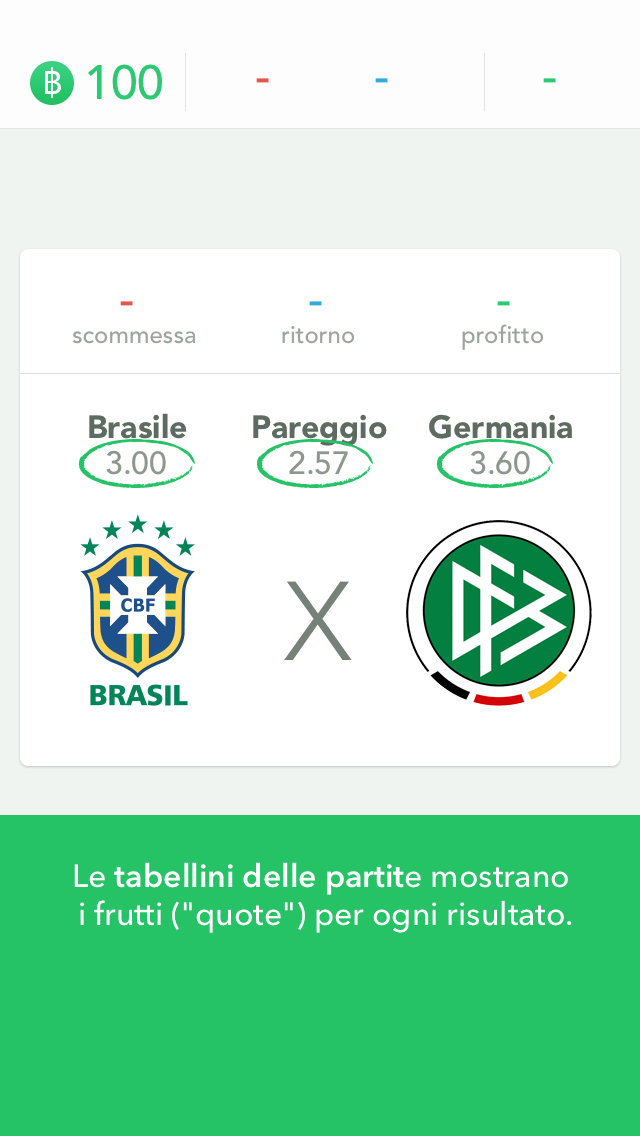 ฿ 100 - - -
- - -
scommessa ritorno profitto
Brasile Pareggio Germania
3.00 2.57 3.60
CBF X DFB
BRASIL
Le tabellini delle partite mostrano
i frutti ("quote") per ogni risultato.